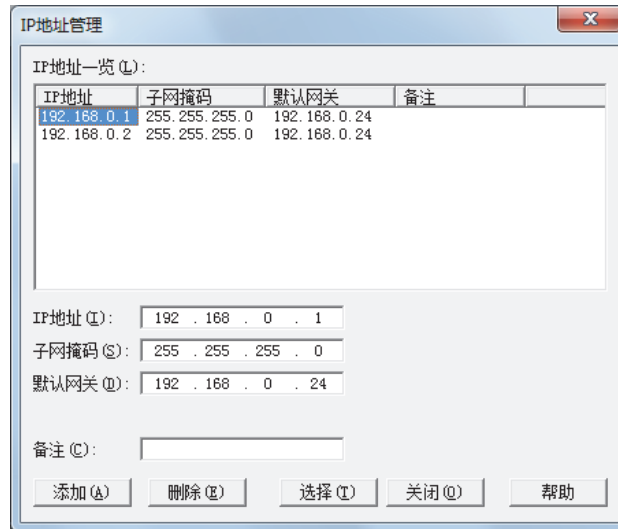 IP地址管理
IP地址一览(L):
IP地址 子网掩码 默认网关 备注
192.168.0.1 255.255.255.0 192.168.0.24
192.168.0.2 255.255.255.0 192.168.0.24
IP地址(I): 192 . 168 . 0 . 1
子网掩码(S): 255 . 255 . 255 . 0
默认网关(D): 192 . 168 . 0 . 24
备注(C):
添加(A) 删除(E) 选择(T) 关闭(O) 帮助